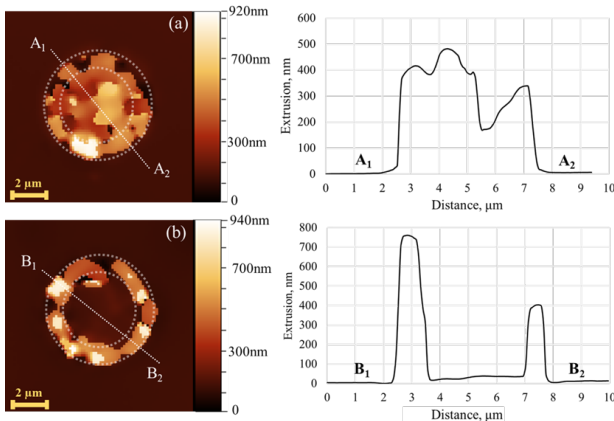 (a)
A1
A2
2 µm
920nm
700nm
300nm
0
Extrusion, nm
600
500
400
300
200
100
0
A1
A2
0 1 2 3 4 5 6 7 8 9 10
Distance, µm
(b)
B1
B2
2 µm
940nm
700nm
300nm
0
Extrusion, nm
800
700
600
500
400
300
200
100
0
B1
B2
0 1 2 3 4 5 6 7 8 9 10
Distance, µm